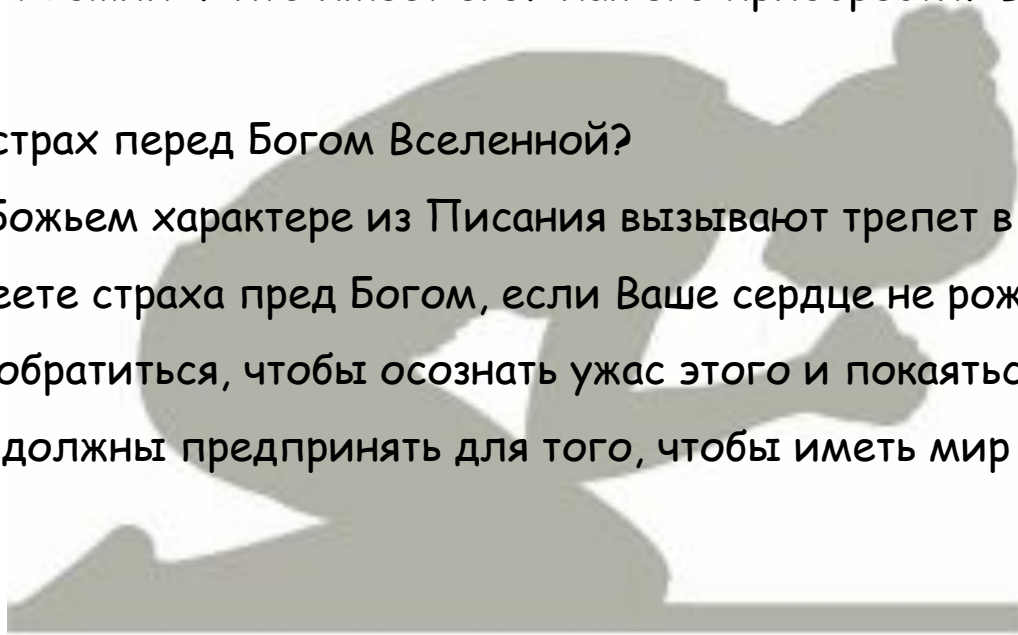 страх перед Богом Вселенной?
Божьем характере из Писания вызывают трепет в
еете страха пред Богом, если Ваше сердце не рож
обратиться, чтобы осознать ужас этого и покаятьс
должны предпринять для того, чтобы иметь мир